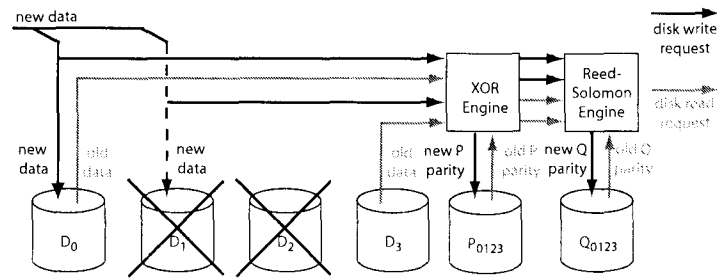 new data
disk write
request
XOR
Engine
Reed-
Solomon
Engine
disk read
request
new
data
old
data
new
data
old
data
new P
parity
old P
parity
new Q
parity
old Q
parity
D0
D1
D2
D3
P0123
Q0123